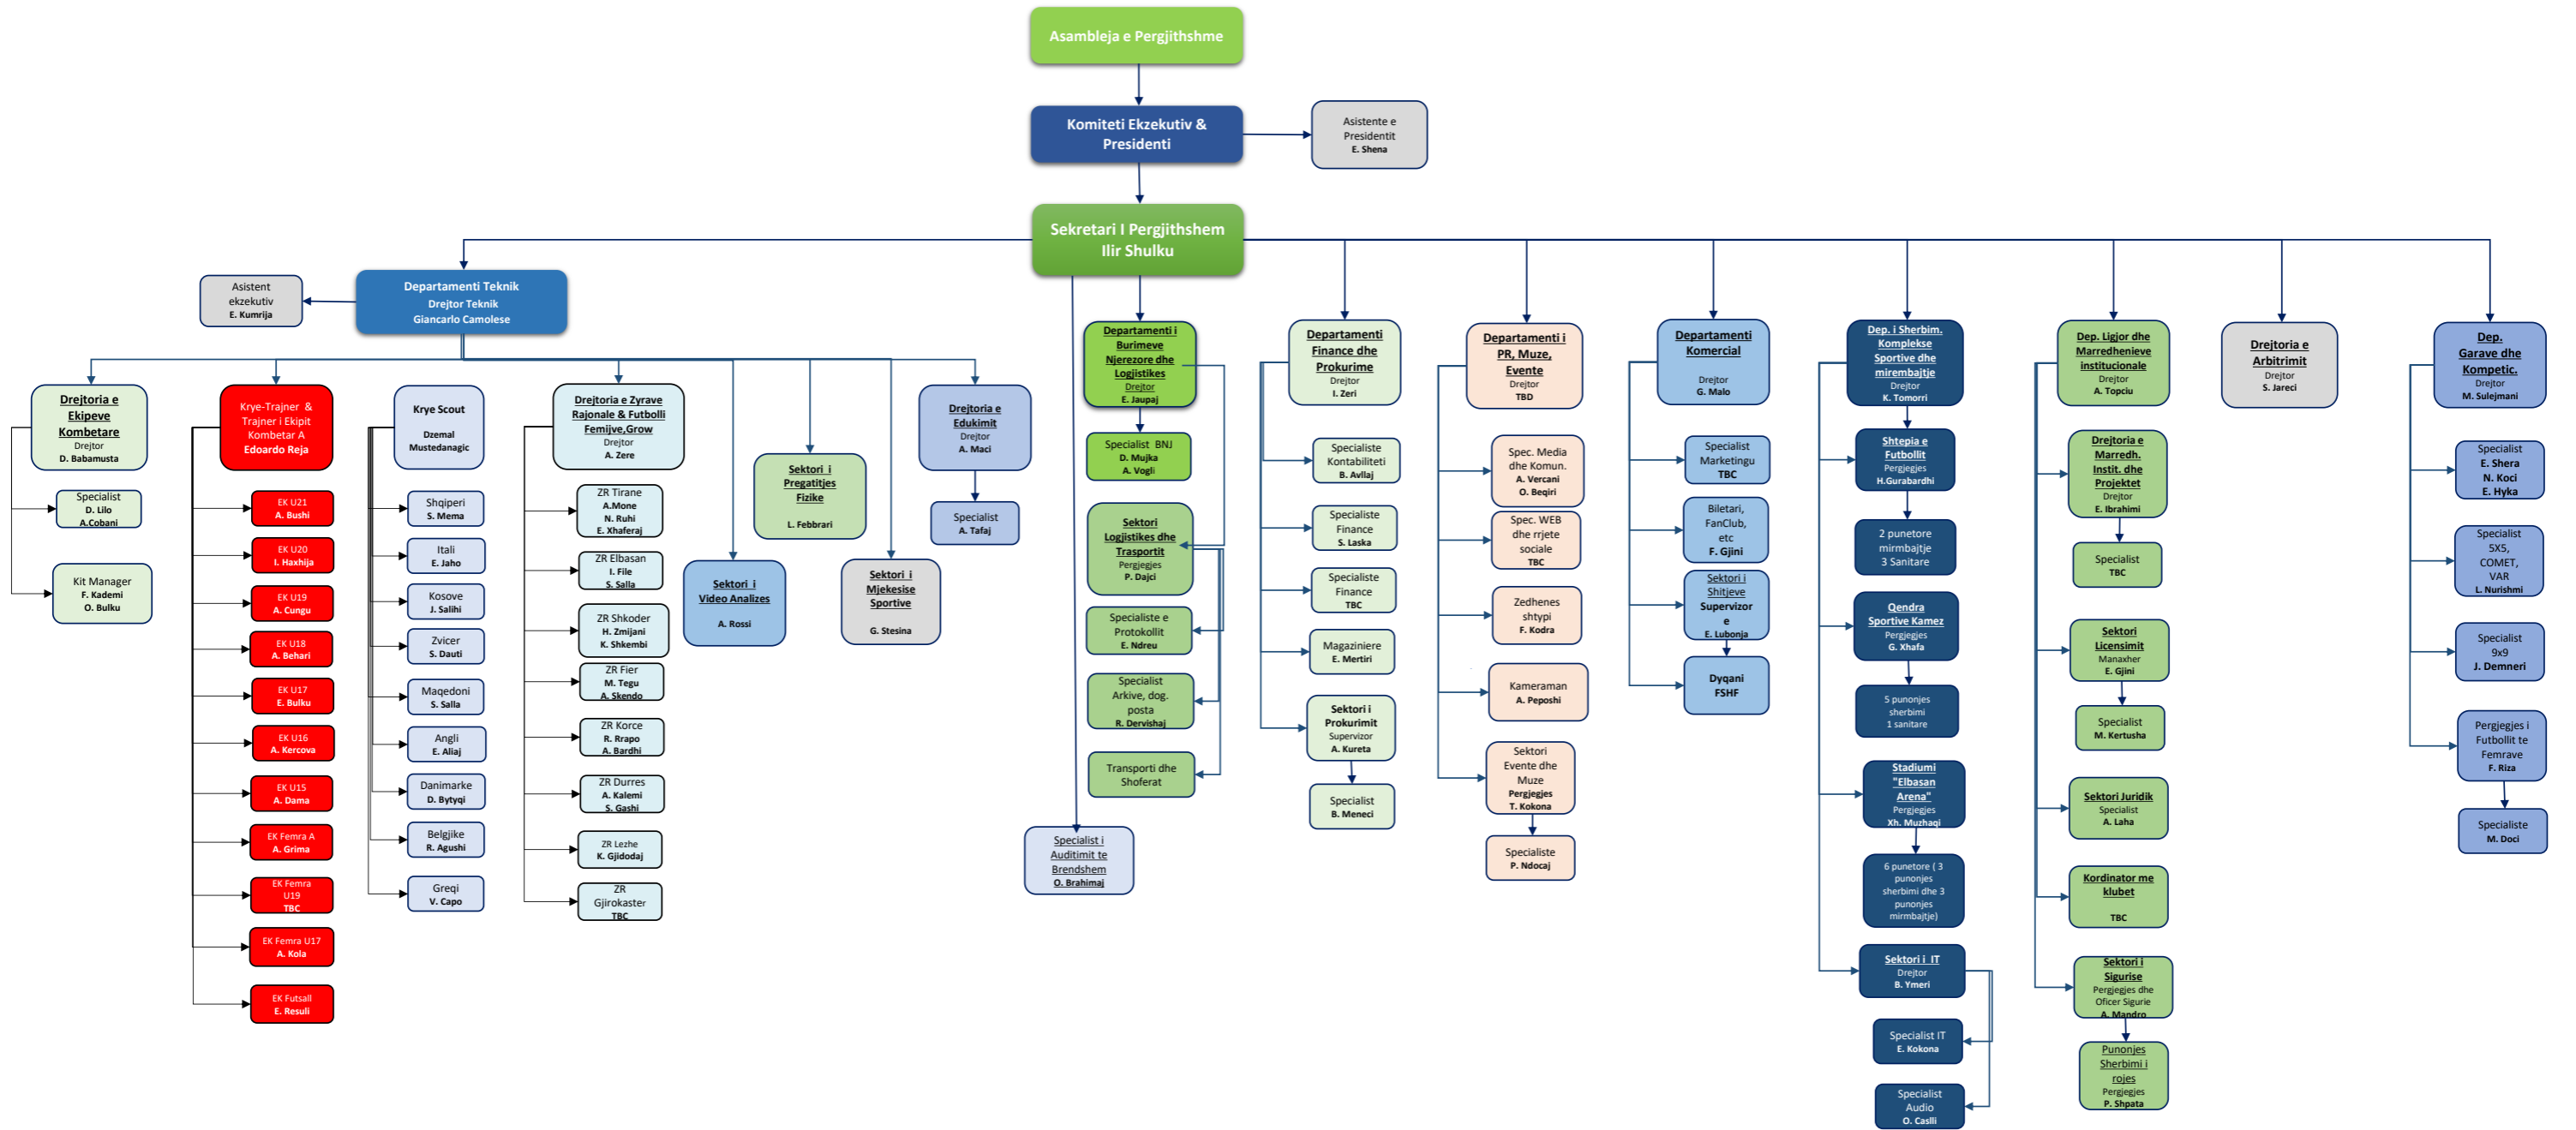 Asambleja e Pergjithshme
Komiteti Ekzekutiv &
Presidenti
Asistente e
Presidentit
E. Shena
Sekretari I Pergjithshem
Ilir Shulku
Asistent
ekzekutiv
E. Kumrija
Departamenti Teknik
Drejtor Teknik
Giancarlo Camolese
Drejtoria e
Ekipeve
Kombetare
Drejtor
D. Babamusta
Specialist
D. Lilo
A.Cobani
Kit Manager
F. Kademi
O. Bulku
Krye-Trajner &
Trajner i Ekipit
Kombetar A
Edoardo Reja
EK U21
A. Bushi
EK U20
I. Haxhija
EK U19
A. Cungu
EK U18
A. Behari
EK U17
E. Bulku
EK U16
A. Kercova
EK U15
A. Dama
EK Femra A
A. Grima
EK Femra
U19
TBC
EK Femra U17
A. Kola
EK Futsall
E. Resuli
Krye Scout
Dzemal
Mustedanagic
Shqiperi
S. Mema
Itali
E. Jaho
Kosove
J. Salihi
Zvicer
S. Dauti
Maqedoni
S. Salla
Angli
E. Aliaj
Danimarke
D. Bytyqi
Belgjike
R. Agushi
Greqi
V. Capo
Drejtoria e Zyrave
Rajonale & Futbolli
Femijve,Grow
Drejtor
A. Zere
ZR Tirane
A.Mone
N. Ruhi
E. Xhaferaj
ZR Elbasan
I. File
S. Salla
ZR Shkoder
H. Zmijani
K. Shkembi
ZR Fier
M. Tegu
A. Skendo
ZR Korce
R. Rrapo
A. Bardhi
ZR Durres
A. Kalemi
S. Gashi
ZR Lezhe
K. Gjidodaj
ZR
Gjirokaster
TBC
Sektori i
Video Analizes
A. Rossi
Sektori i
Pregatitjes
Fizike
L. Febbrari
Sektori i
Mjekesise
Sportive
G. Stesina
Drejtoria e
Edukimit
Drejtor
A. Maci
Specialist
A. Tafaj
Specialist i
Auditimit te
Brendshem
O. Brahimaj
Departamenti i
Burimeve
Njerezore dhe
Logjistikes
Drejtor
E. Jaupaj
Specialist BNJ
D. Mujka
A. Vogli
Sektori
Logjistikes dhe
Trasportit
Pergjegjes
P. Dajci
Specialiste e
Protokollit
E. Ndreu
Specialist
Arkive, dog.
posta
R. Dervishaj
Transporti dhe
Shoferat
Departamenti
Finance dhe
Prokurime
Drejtor
I. Zeri
Specialiste
Kontabiliteti
B. Avllaj
Specialiste
Finance
S. Laska
Specialiste
Finance
TBC
Magaziniere
E. Mertiri
Sektori i
Prokurimit
Supervizor
A. Kureta
Specialist
B. Meneci
Departamenti i
PR, Muze,
Evente
Drejtor
TBD
Spec. Media
dhe Komun.
A. Vercani
O. Beqiri
Spec. WEB
dhe rrjete
sociale
TBC
Zedhenes
shtypi
F. Kodra
Kameraman
A. Peposhi
Sektori
Evente dhe
Muze
Pergjegjes
T. Kokona
Specialiste
P. Ndocaj
Departamenti
Komercial
Drejtor
G. Malo
Specialist
Marketingu
TBC
Biletari,
FanClub,
etc
F. Gjini
Sektori i
Shitjeve
Supervizor
e
E. Lubonja
Dyqani
FSHF
Dep. i Sherbim.
Komplekse
Sportive dhe
mirembajtje
Drejtor
K. Tomorri
Shtepia e
Futbollit
Pergjegjes
H.Gurabardhi
2 punetore
mirmbajtje
3 Sanitare
Qendra
Sportive Kamez
Pergjegjes
G. Xhafa
5 punonjes
sherbimi
1 sanitare
Stadiumi
"Elbasan
Arena"
Pergjegjes
Xh. Muzhaqi
6 punetore ( 3
punonjes
sherbimi dhe 3
punonjes
mirmbajtje)
Sektori i IT
Drejtor
B. Ymeri
Specialist IT
E. Kokona
Specialist
Audio
O. Caslli
Dep. Ligjor dhe
Marredhenieve
institucionale
Drejtor
A. Topciu
Drejtoria e
Marredh.
Instit. dhe
Projektet
Drejtor
E. Ibrahimi
Specialist
TBC
Sektori
Licensimit
Manaxher
E. Gjini
Specialist
M. Kertusha
Sektori Juridik
Specialist
A. Laha
Kordinator me
klubet
TBC
Sektori i
Sigurise
Pergjegjes dhe
Oficer Sigurie
A. Mandro
Punonjes
Sherbimi i
rojes
Pergjegjes
P. Shpata
Drejtoria e
Arbitrimit
Drejtor
S. Jareci
Dep.
Garave dhe
Kompetic.
Drejtor
M. Sulejmani
Specialist
E. Shera
N. Koci
E. Hyka
Specialist
5X5,
COMET,
VAR
L. Nurishmi
Specialist
9x9
J. Demneri
Pergjegjes i
Futbollit te
Femrave
F. Riza
Specialiste
M. Doci